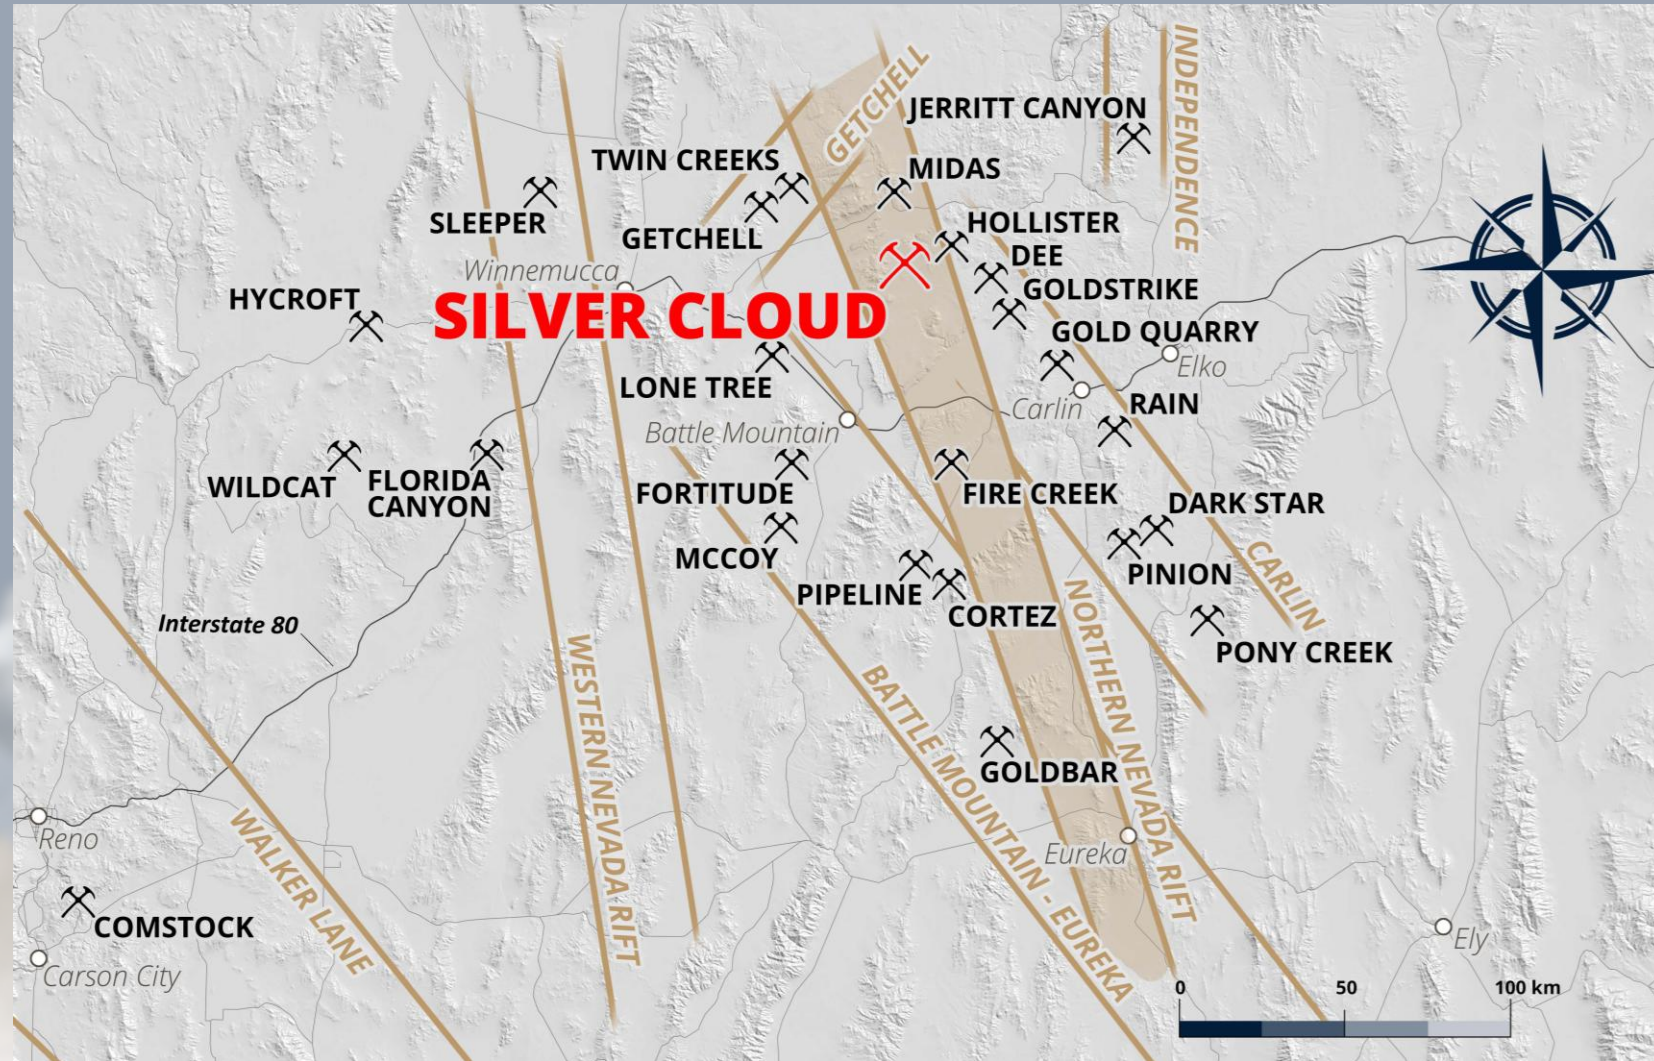 INDEPENDENCE
GETCHELL
JERRITT CANYON
TWIN CREEKS
MIDAS
SLEEPER
GETCHELL
HOLLISTER
DEE
Winnemucca
GOLDSTRIKE
HYCROFT
SILVER CLOUD
GOLD QUARRY
Elko
LONE TREE
Carlin
RAIN
Battle Mountain
WILDCAT
FLORIDA
CANYON
FORTITUDE
FIRE CREEK
DARK STAR
MCCOY
PINION
CARLIN
PIPELINE
CORTEZ
Interstate 80
PONY CREEK
WESTERN NEVADA RIFT
BATTLE MOUNTAIN - EUREKA
NORTHERN NEVADA RIFT
GOLDBAR
Reno
WALKER LANE
Eureka
COMSTOCK
Ely
Carson City
0 50 100 km